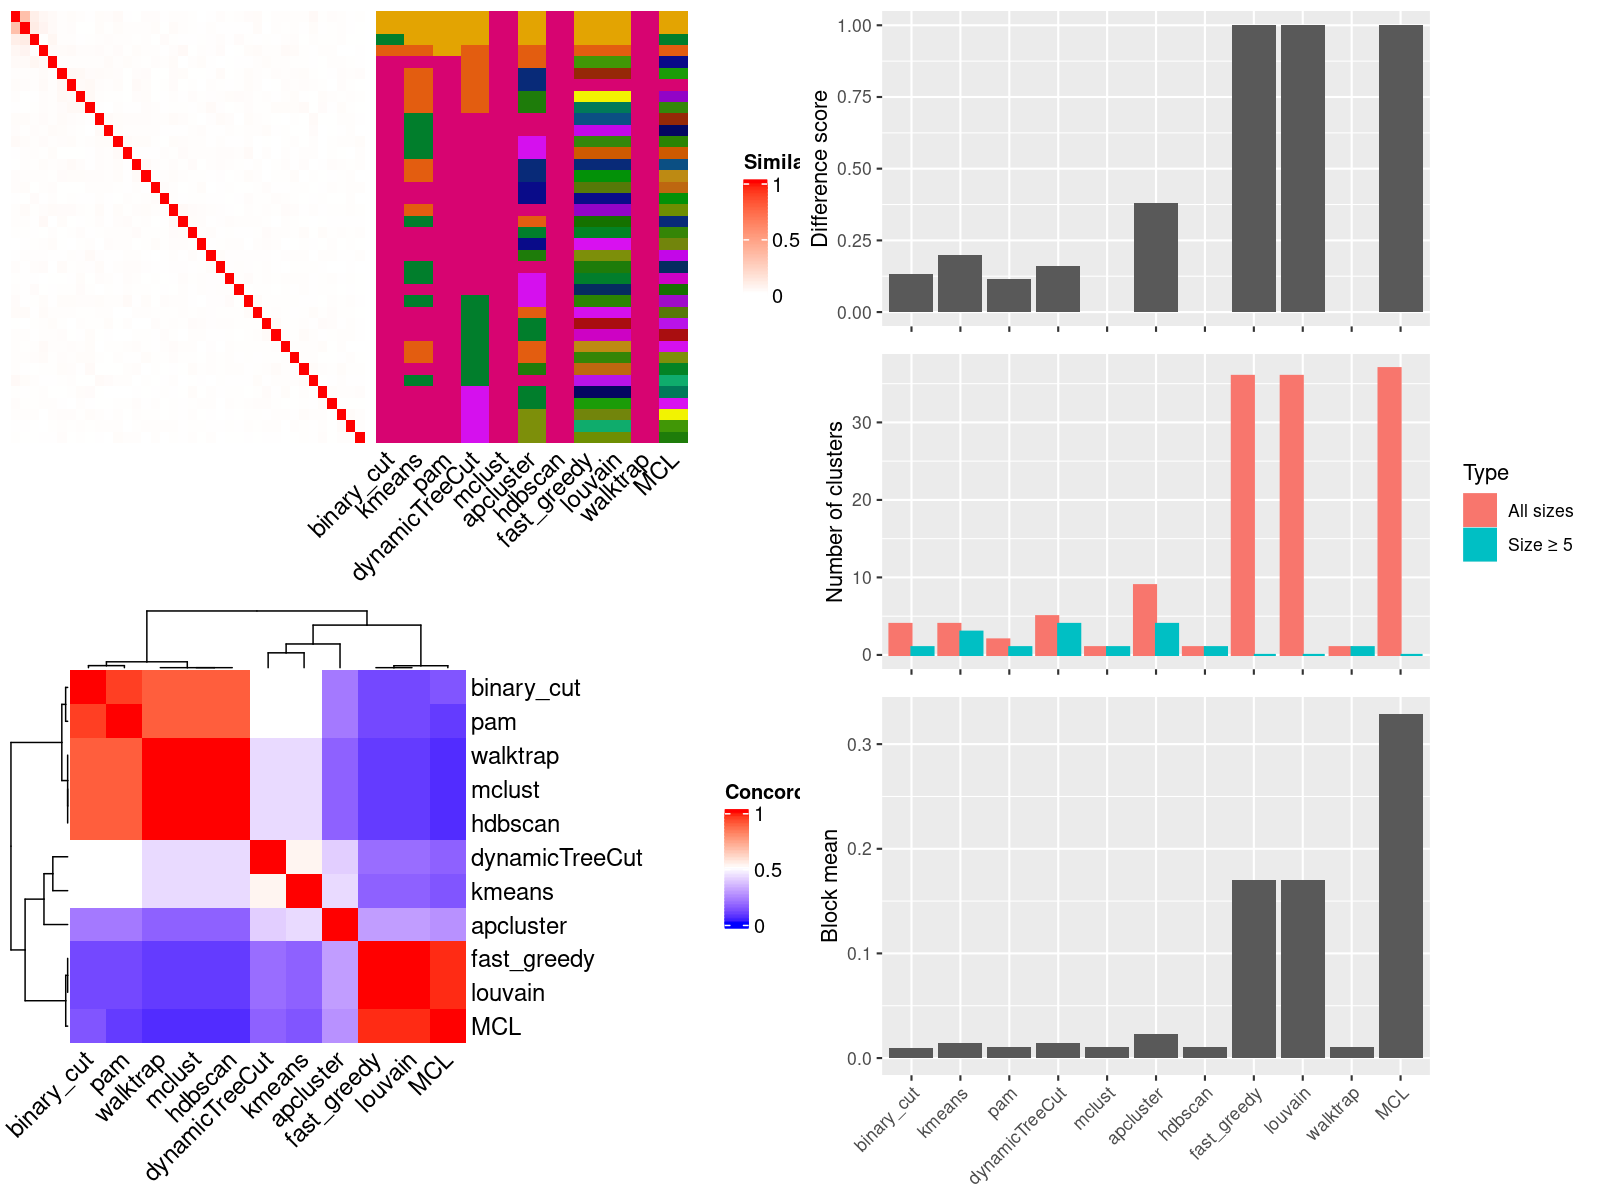 Simila
1
0.5
0
binary_cut
kmeans
pam
dynamicTreeCut
mclust
apcluster
hdbscan
fast_greedy
louvain
walktrap
MCL
binary_cut
pam
walktrap
mclust
hdbscan
dynamicTreeCut
kmeans
apcluster
fast_greedy
louvain
MCL
Concord
1
0.5
0
binary_cut
pam
walktrap
mclust
hdbscan
dynamicTreeCut
kmeans
apcluster
fast_greedy
louvain
MCL
Difference score
1.00
0.75
0.50
0.25
0.00
Number of clusters
30
20
10
0
Type
All sizes
Size ≥ 5
Block mean
0.3
0.2
0.1
0.0
binary_cut
kmeans
pam
dynamicTreeCut
mclust
apcluster
hdbscan
fast_greedy
louvain
walktrap
MCL